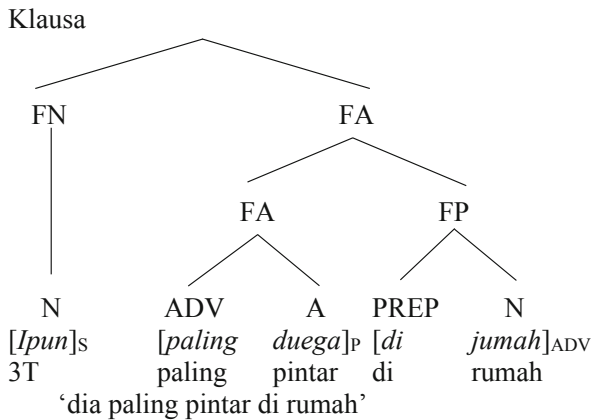 Klausa
FN FA
FA FP
N ADV A PREP N
[Ipun]S [paling duega]P [di jumah]ADV
3T paling pintar di rumah
‘dia paling pintar di rumah’